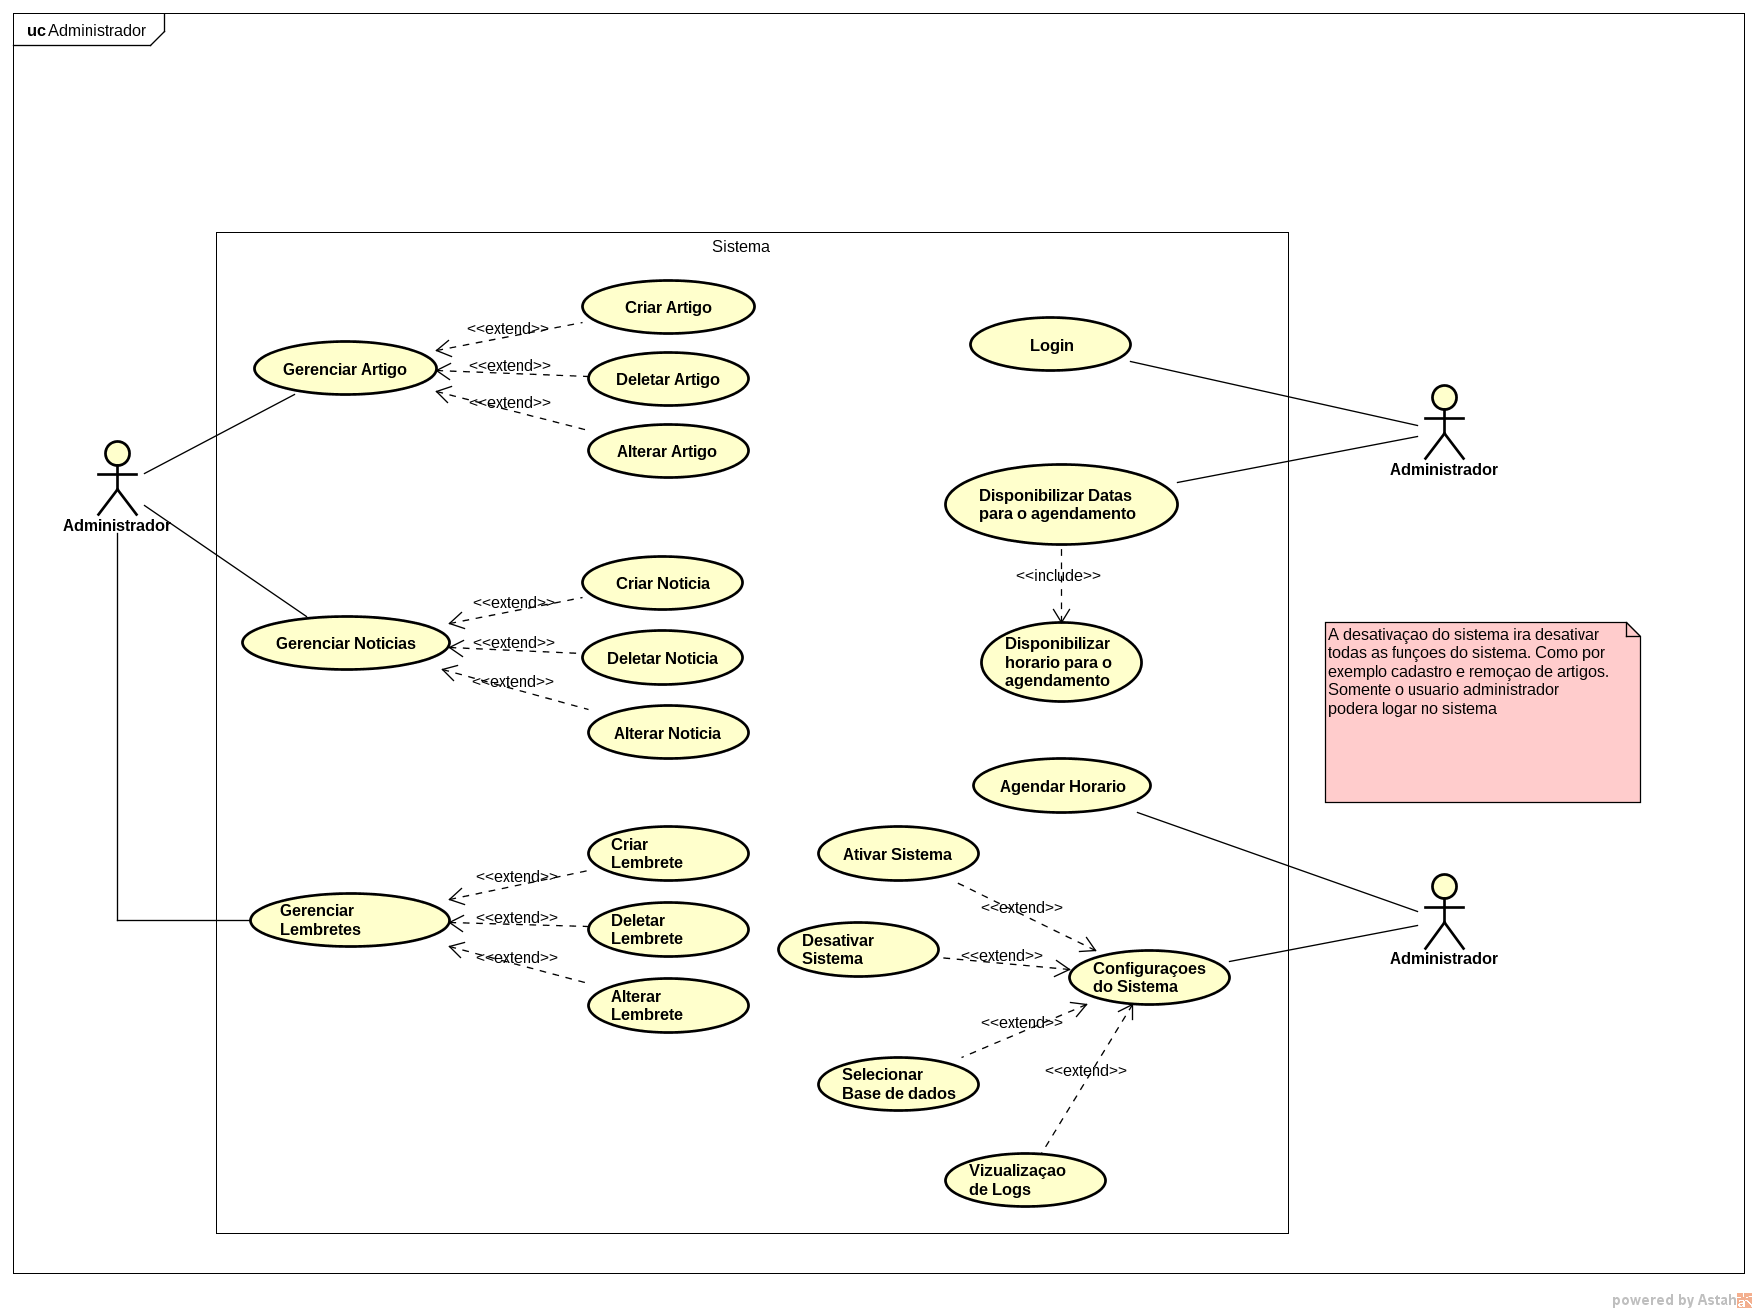 uc Administrador
Sistema
Criar Artigo
<<extend>>
Gerenciar Artigo
<<extend>>
Deletar Artigo
<<extend>>
Alterar Artigo
Administrador
Criar Noticia
<<extend>>
Gerenciar Noticias
<<extend>>
Deletar Noticia
<<extend>>
Alterar Noticia
Criar
Lembrete
<<extend>>
Gerenciar
Lembretes
<<extend>>
Deletar
Lembrete
<<extend>>
Alterar
Lembrete
Login
Administrador
Disponibilizar Datas
para o agendamento
<<include>>
Disponibilizar
horario para o
agendamento
A desativaçao do sistema ira desativar
todas as funçoes do sistema. Como por
exemplo cadastro e remoçao de artigos.
Somente o usuario administrador
podera logar no sistema
Agendar Horario
Ativar Sistema
<<extend>>
Desativar
Sistema
<<extend>>
Configuraçoes
do Sistema
Administrador
<<extend>>
Selecionar
Base de dados
<<extend>>
Vizualizaçao
de Logs
powered by Astah